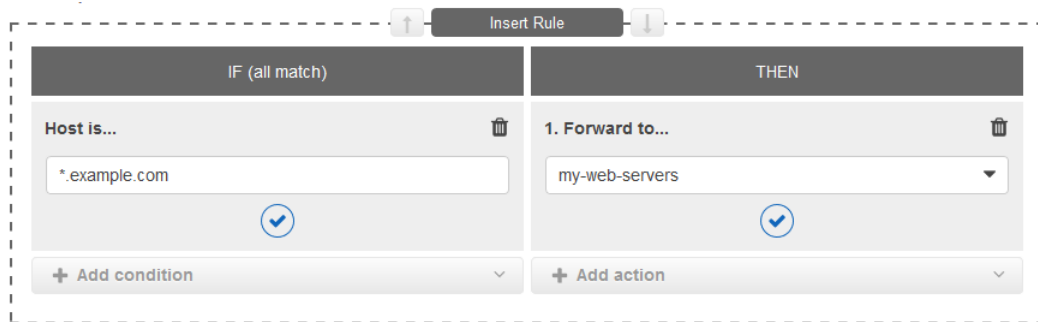 Insert Rule
IF (all match)
THEN
Host is...
1. Forward to...
*.example.com
my-web-servers
Add condition
Add action